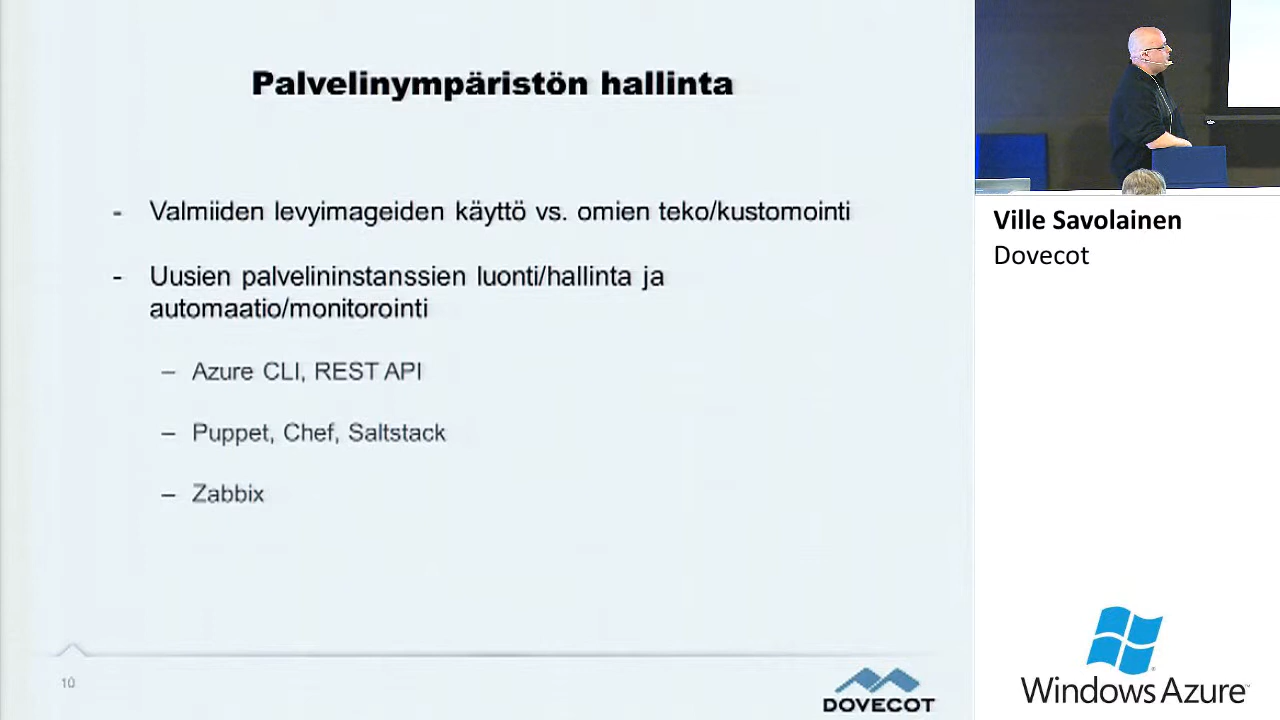 Palvelinympäristön hallinta
- Valmiiden levyimageiden käyttö vs. omien teko/kustomointi
- Uusien palvelininstanssien luonti/hallinta ja
automaatio/monitorointi
– Azure CLI, REST API
– Puppet, Chef, Saltstack
– Zabbix
10
DOVECOT
Ville Savolainen
Dovecot
Windows Azure